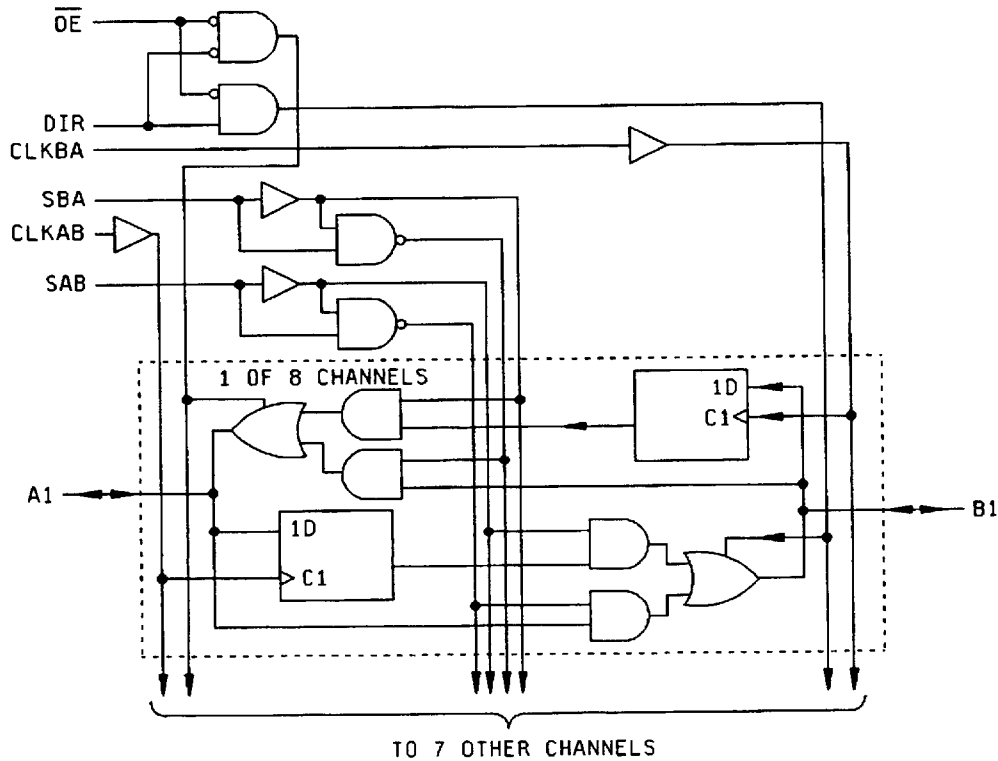 OE
DIR
CLKBA
SBA
CLKAB
SAB
1 OF 8 CHANNELS
1D
C1
A1
B1
1D
C1
TO 7 OTHER CHANNELS